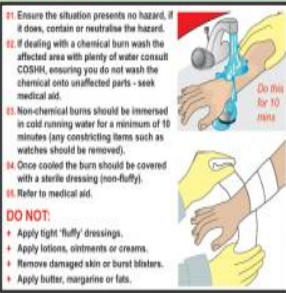 01. Ensure the situation presents no hazard, if
it does, contain or neutralise the hazard.
02. If dealing with a chemical burn wash the
affected area with plenty of water consult
COSHH, ensuring you do not wash the
chemical onto unaffected parts - seek
medical aid.
03. Non-chemical burns should be immersed
in cold running water for a minimum of 10
minutes (any constricting items such as
watches should be removed).
04. Once cooled the burn should be covered
with a sterile dressing (non-fluffy).
05. Refer to medical aid.
DO NOT:
+ Apply tight 'fluffy' dressings.
+ Apply lotions, ointments or creams.
+ Remove damaged skin or burst blisters.
+ Apply butter, margarine or fats.
Do this
for 10
mins